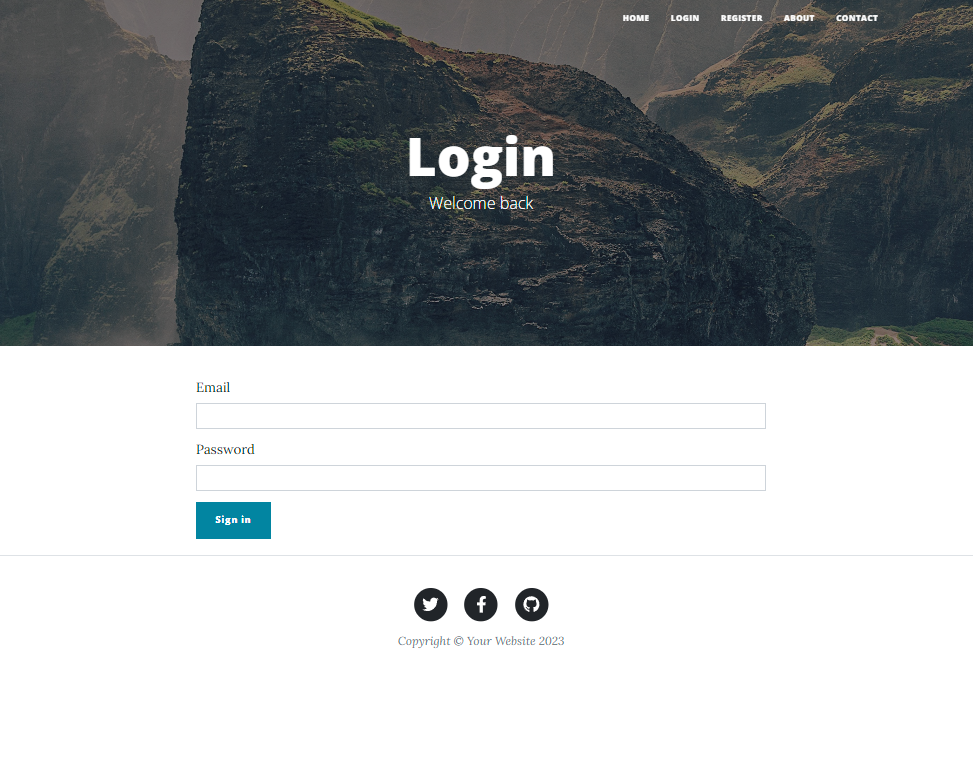 HOME LOGIN REGISTER ABOUT CONTACT
Login
Welcome back
Email
Password
Sign in
Copyright © Your Website 2023